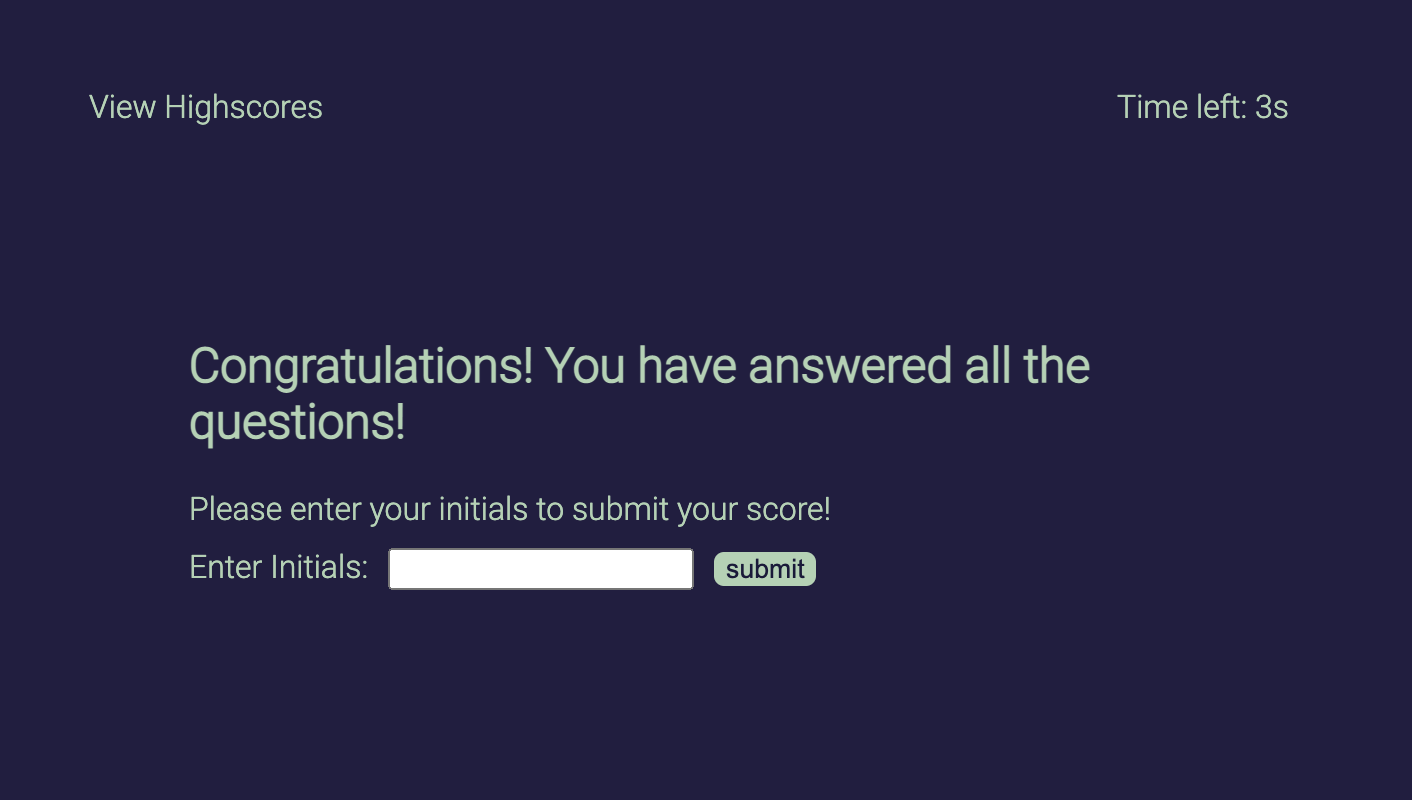 View Highscores
Time left: 3s
Congratulations! You have answered all the
questions!
Please enter your initials to submit your score!
Enter Initials:
submit